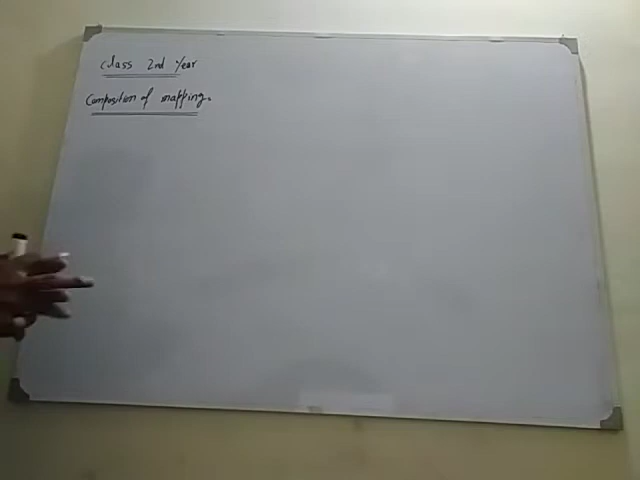 Class 2nd Year
Composition of mapping.